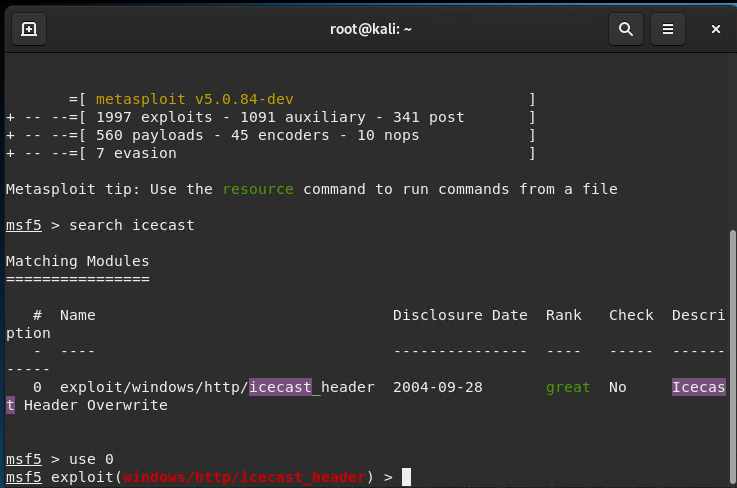 root@kali: ~
=[ metasploit v5.0.84-dev ]
+ -- --=[ 1997 exploits - 1091 auxiliary - 341 post ]
+ -- --=[ 560 payloads - 45 encoders - 10 nops ]
+ -- --=[ 7 evasion ]
Metasploit tip: Use the resource command to run commands from a file
msf5 > search icecast
Matching Modules
================
# Name Disclosure Date Rank Check Descri
ption
- ---- --------------- ---- ----- ------
-----
0 exploit/windows/http/icecast_header 2004-09-28 great No Icecas
t Header Overwrite
msf5 > use 0
msf5 exploit(windows/http/icecast_header) >